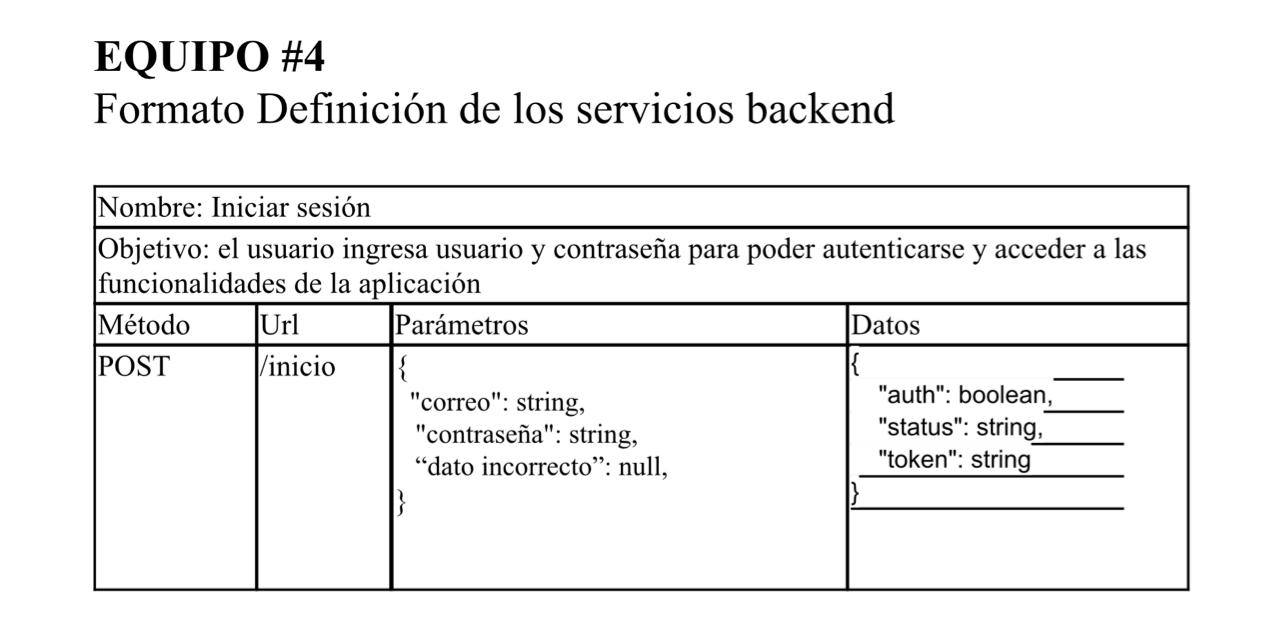 EQUIPO #4
Formato Definición de los servicios backend
Nombre: Iniciar sesión
Objetivo: el usuario ingresa usuario y contraseña para poder autenticarse y acceder a las
funcionalidades de la aplicación
Método Url Parámetros Datos
POST /inicio { {
"correo": string, "auth": boolean,
"contraseña": string, "status": string,
“dato incorrecto”: null, "token": string
} }